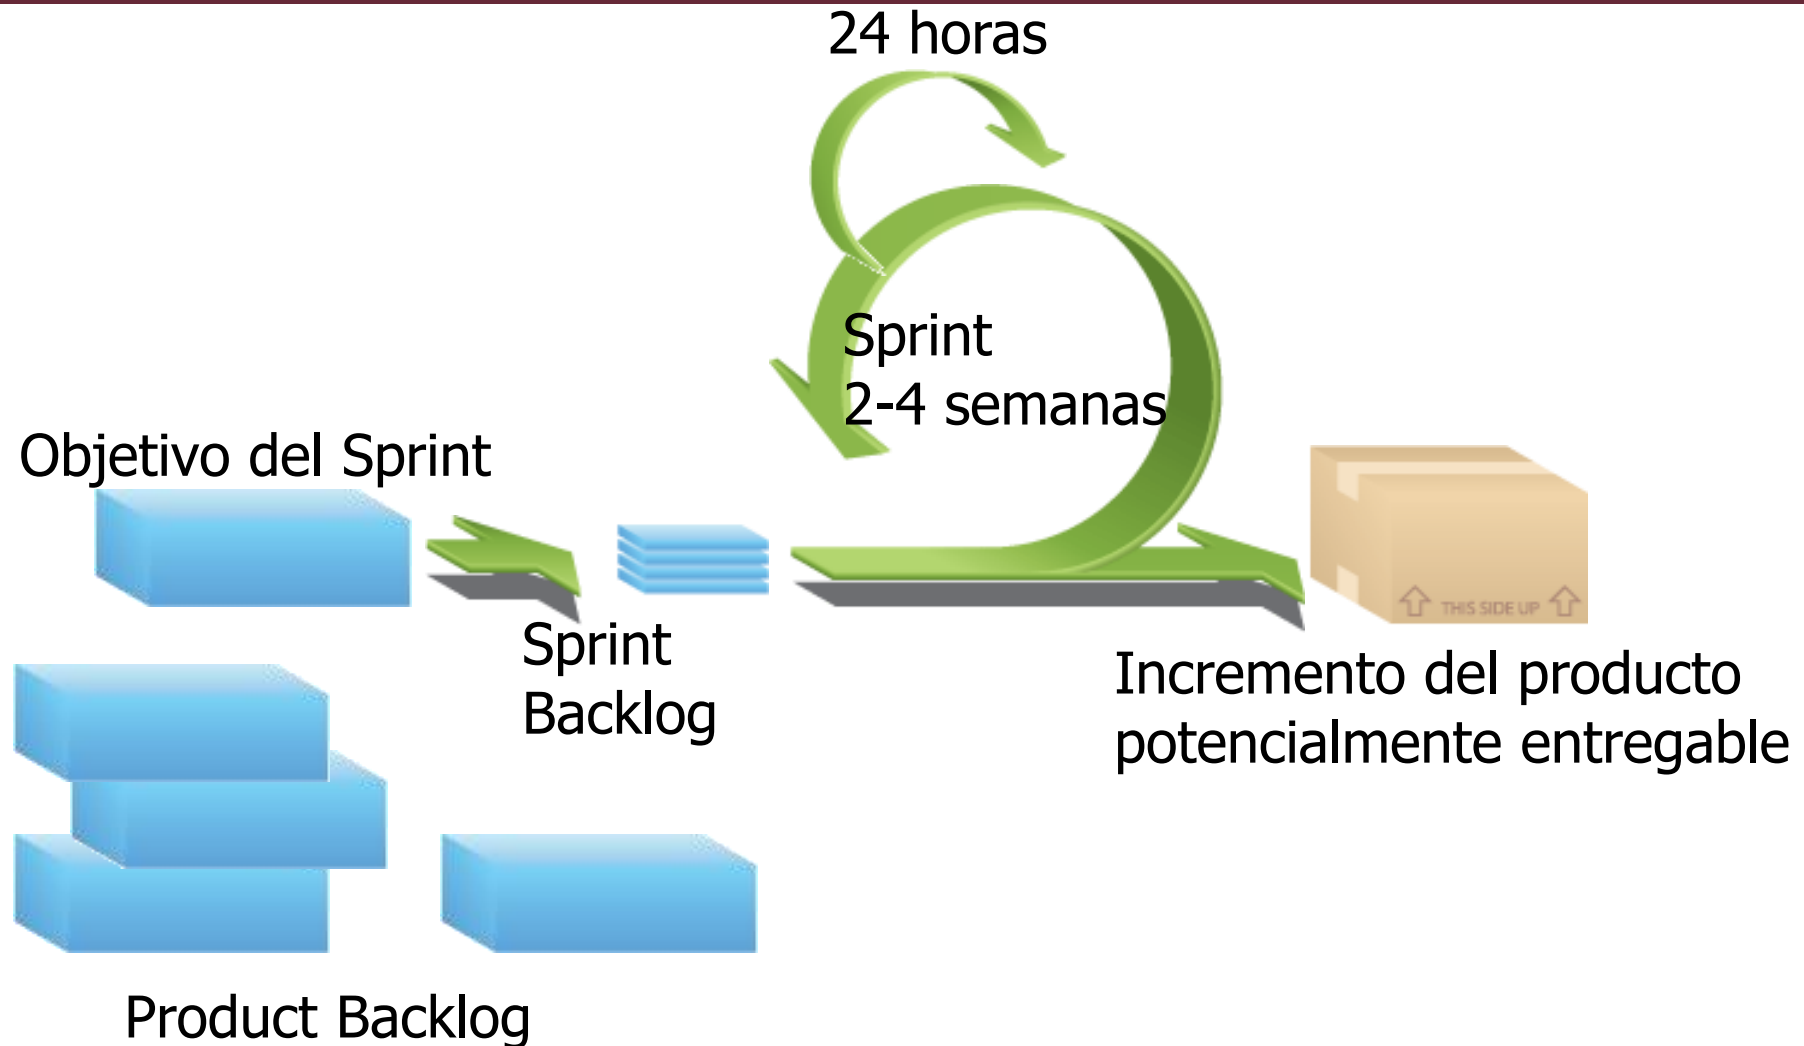 24 horas
Sprint
2-4 semanas
Objetivo del Sprint
THIS SIDE UP
Sprint
Backlog
Incremento del producto
potencialmente entregable
Product Backlog